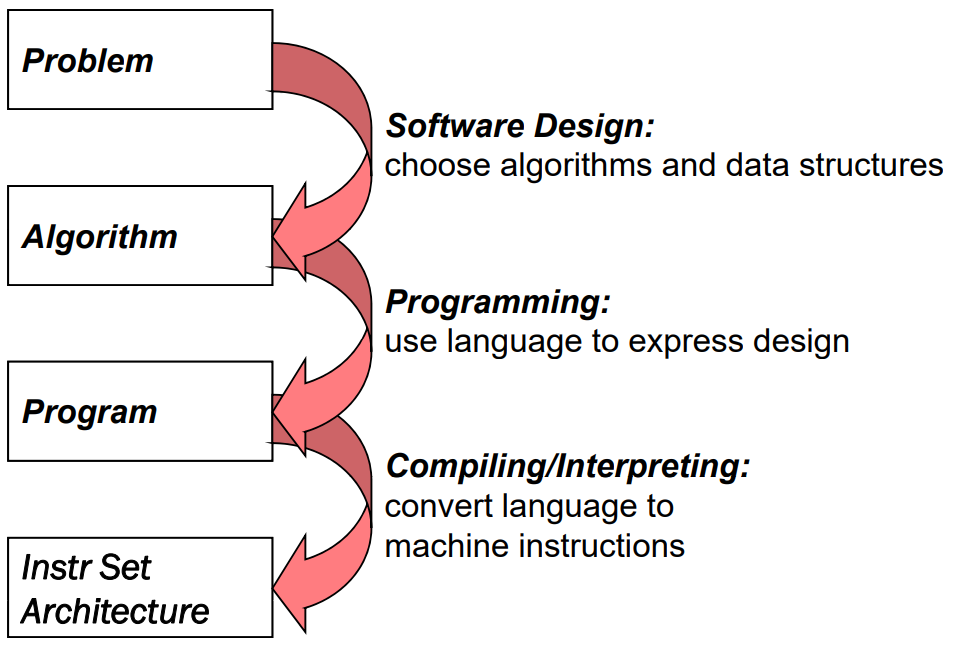 Problem
Software Design:
choose algorithms and data structures
Algorithm
Programming:
use language to express design
Program
Compiling/Interpreting:
convert language to
machine instructions
Instr Set
Architecture